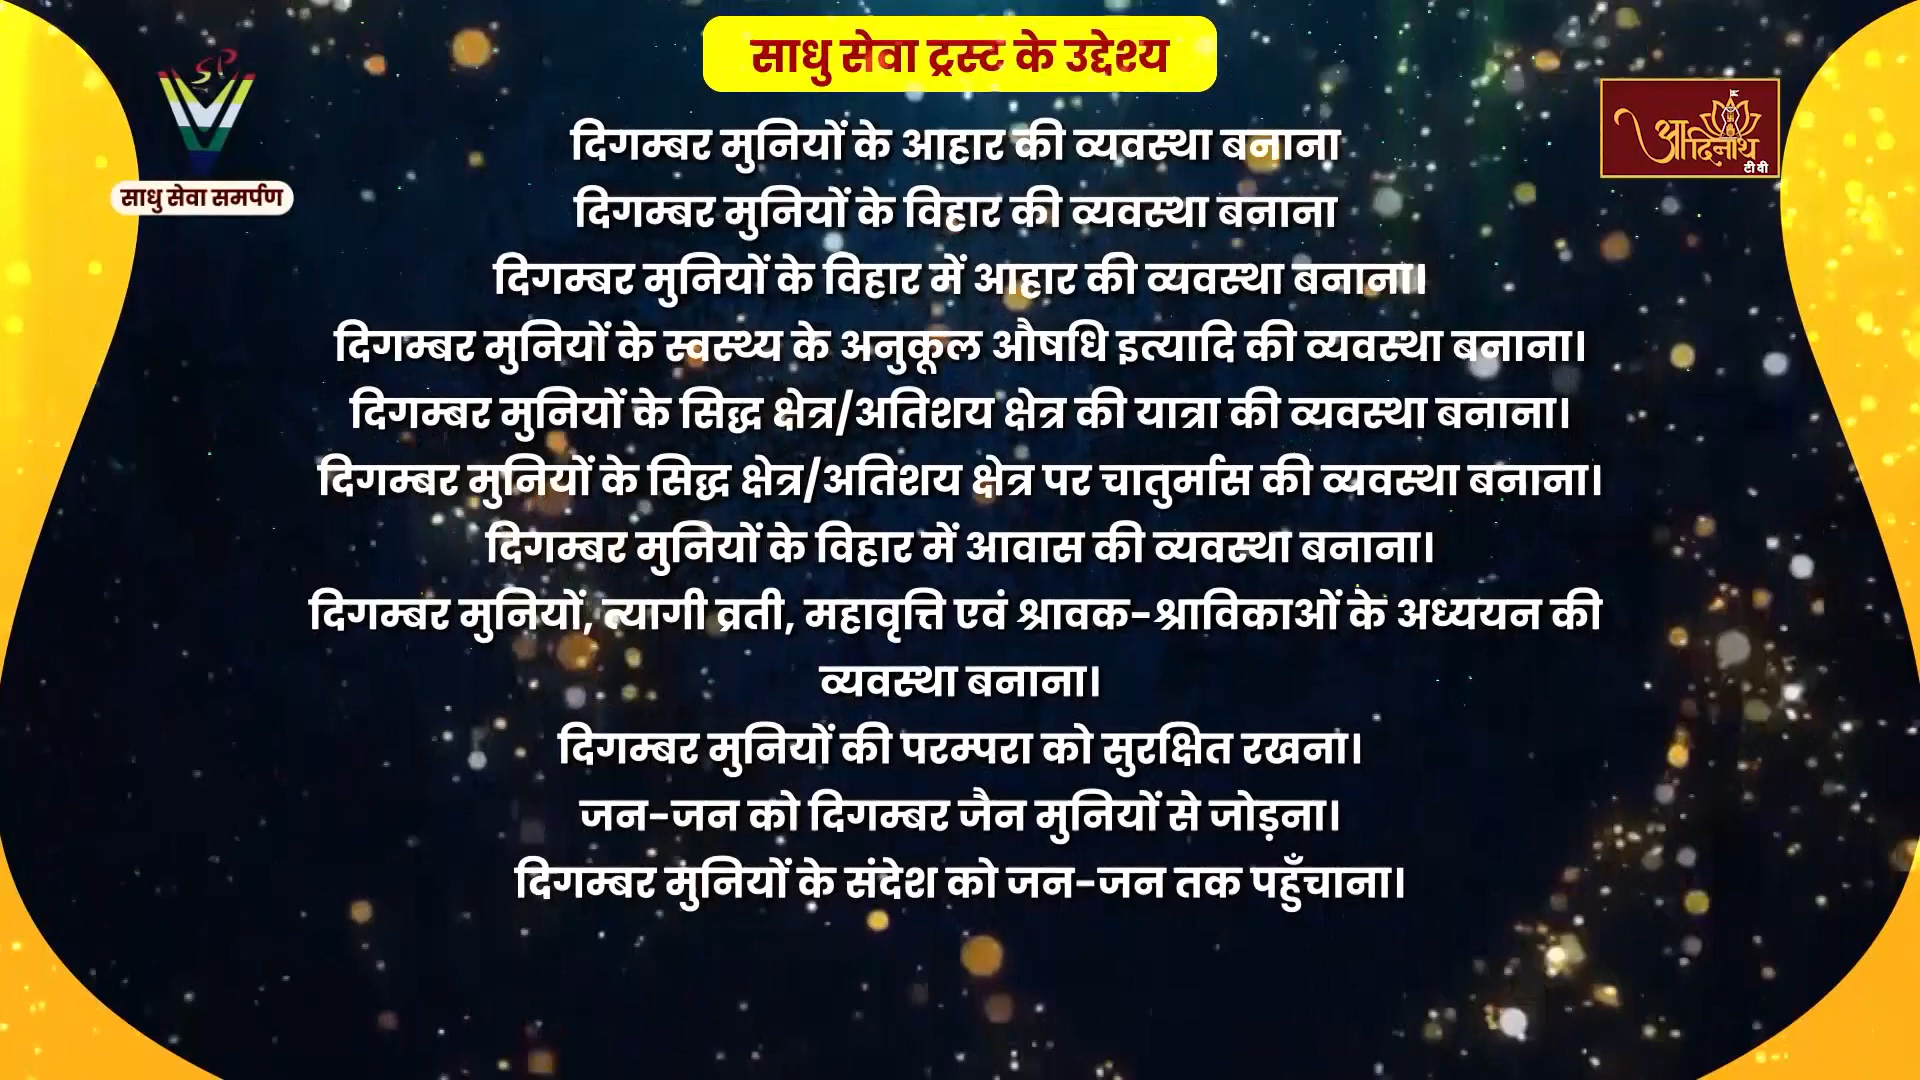 साधु सेवा ट्रस्ट के उद्देश्य
SP
साधु सेवा समर्पण
आदिनाथ
टी वी
दिगम्बर मुनियों के आहार की व्यवस्था बनाना
दिगम्बर मुनियों के विहार की व्यवस्था बनाना
दिगम्बर मुनियों के विहार में आहार की व्यवस्था बनाना।
दिगम्बर मुनियों के स्वस्थ्य के अनुकूल औषधि इत्यादि की व्यवस्था बनाना।
दिगम्बर मुनियों के सिद्ध क्षेत्र/अतिशय क्षेत्र की यात्रा की व्यवस्था बनाना।
दिगम्बर मुनियों के सिद्ध क्षेत्र/अतिशय क्षेत्र पर चातुर्मास की व्यवस्था बनाना।
दिगम्बर मुनियों के विहार में आवास की व्यवस्था बनाना।
दिगम्बर मुनियों, त्यागी व्रती, महावृत्ति एवं श्रावक-श्राविकाओं के अध्ययन की
व्यवस्था बनाना।
दिगम्बर मुनियों की परम्परा को सुरक्षित रखना।
जन-जन को दिगम्बर जैन मुनियों से जोड़ना।
दिगम्बर मुनियों के संदेश को जन-जन तक पहुँचाना।